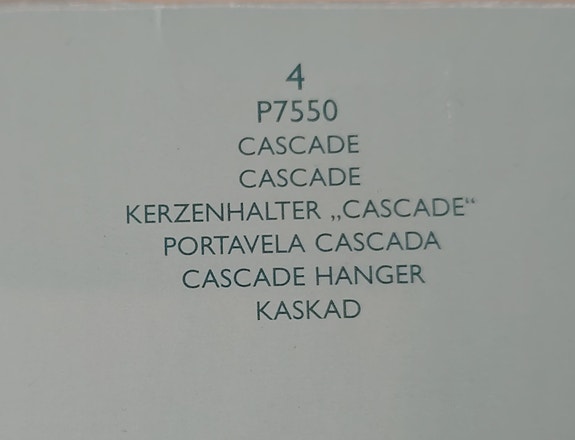 4
P7550
CASCADE
CASCADE
KERZENHALTER „CASCADE“
PORTAVELA CASCADA
CASCADE HANGER
KASKAD